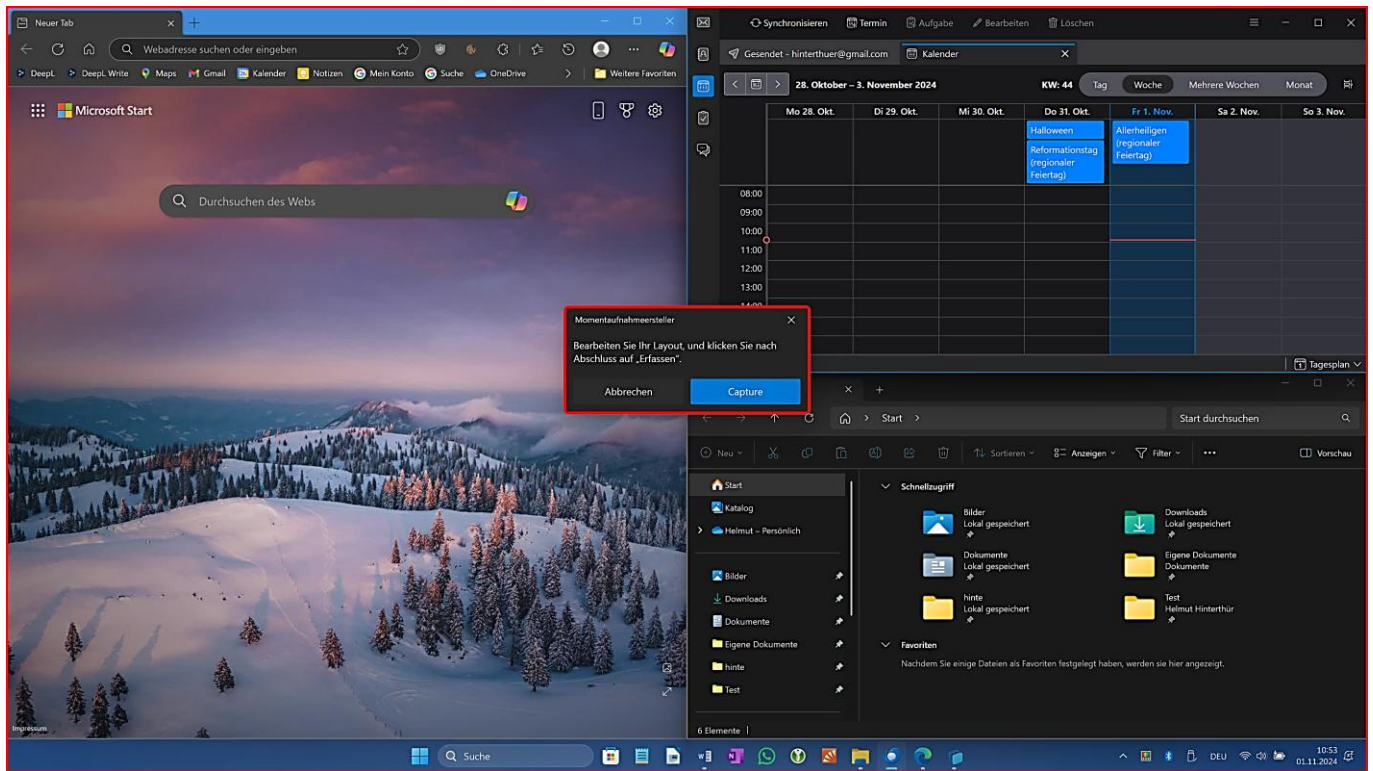 Neuer Tab
Webadresse suchen oder eingeben
DeepL
DeepL Write
Maps
Gmail
Kalender
Notizen
Mein Konto
Suche
OneDrive
Weitere Favoriten
Microsoft Start
Durchsuchen des Webs
Impressum
Synchronisieren
Termin
Aufgabe
Bearbeiten
Löschen
Gesendet - hinterthuer@gmail.com
Kalender
28. Oktober – 3. November 2024
KW: 44
Tag
Woche
Mehrere Wochen
Monat
Mo 28. Okt.
Di 29. Okt.
Mi 30. Okt.
Do 31. Okt.
Fr 1. Nov.
Sa 2. Nov.
So 3. Nov.
Halloween
Reformationstag
(regionaler
Feiertag)
Allerheiligen
(regionaler
Feiertag)
08:00
09:00
10:00
11:00
12:00
13:00
Tagesplan
Momentaufnahmeersteller
Bearbeiten Sie Ihr Layout, und klicken Sie nach
Abschluss auf „Erfassen“.
Abbrechen
Capture
Start
Start durchsuchen
Neu
Sortieren
Anzeigen
Filter
Vorschau
Start
Katalog
Helmut – Persönlich
Bilder
Downloads
Dokumente
Eigene Dokumente
hinte
Test
Schnellzugriff
Bilder
Lokal gespeichert
Downloads
Lokal gespeichert
Dokumente
Lokal gespeichert
Eigene Dokumente
Dokumente
hinte
Lokal gespeichert
Test
Helmut Hinterthür
Favoriten
Nachdem Sie einige Dateien als Favoriten festgelegt haben, werden sie hier angezeigt.
6 Elemente
Suche
DEU
10:53
01.11.2024